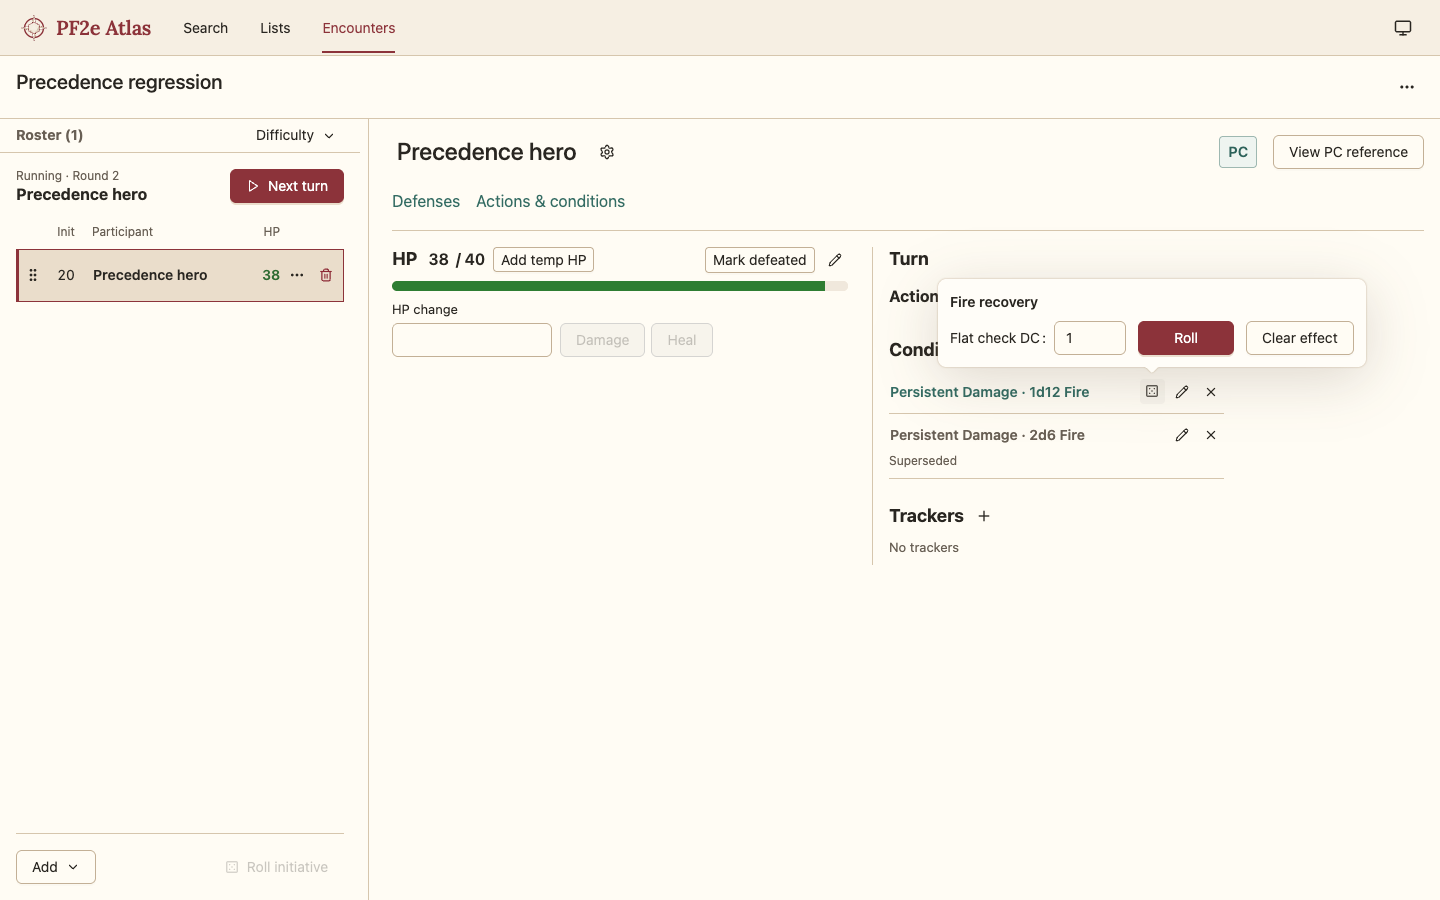 PF2e Atlas
Search
Lists
Encounters
Precedence regression
Roster (1)
Difficulty
Running · Round 2
Precedence hero
Next turn
Init
Participant
HP
20
Precedence hero
38
Add
Roll initiative
Precedence hero
PC
View PC reference
Defenses
Actions & conditions
HP 38 / 40
Add temp HP
Mark defeated
HP change
Damage
Heal
Turn
Action
Fire recovery
Flat check DC:
1
Roll
Clear effect
Condi
Persistent Damage · 1d12 Fire
Persistent Damage · 2d6 Fire
Superseded
Trackers
No trackers